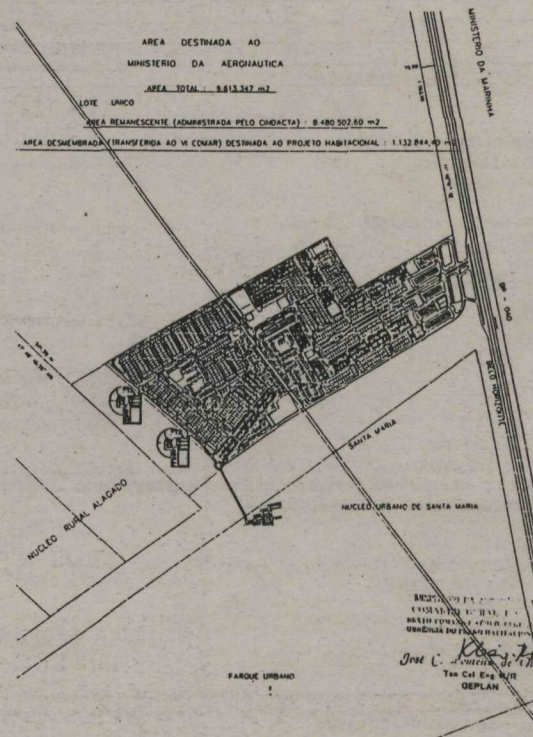 AREA DESTINADA AO
MINISTERIO DA AERONAUTICA
AREA TOTAL : 9.613.347 m2
LOTE UNICO
AREA REMANESCENTE (ADMINISTRADA PELO CINDACTA) : 8.480.502.60 m2
AREA DESMEMBRADA (TRANSFERIDA AO VI COMAR) DESTINADA AO PROJETO HABITACIONAL : 1.132.844,40 m2
MINISTERIO DA MARINHA
BR - 040
BELO HORIZONTE
SANTA MARIA
NUCLEO URBANO DE SANTA MARIA
NUCLEO RURAL ALAGADO
PARQUE URBANO
José C.
Ten Cel Eng R/R
GEPLAN